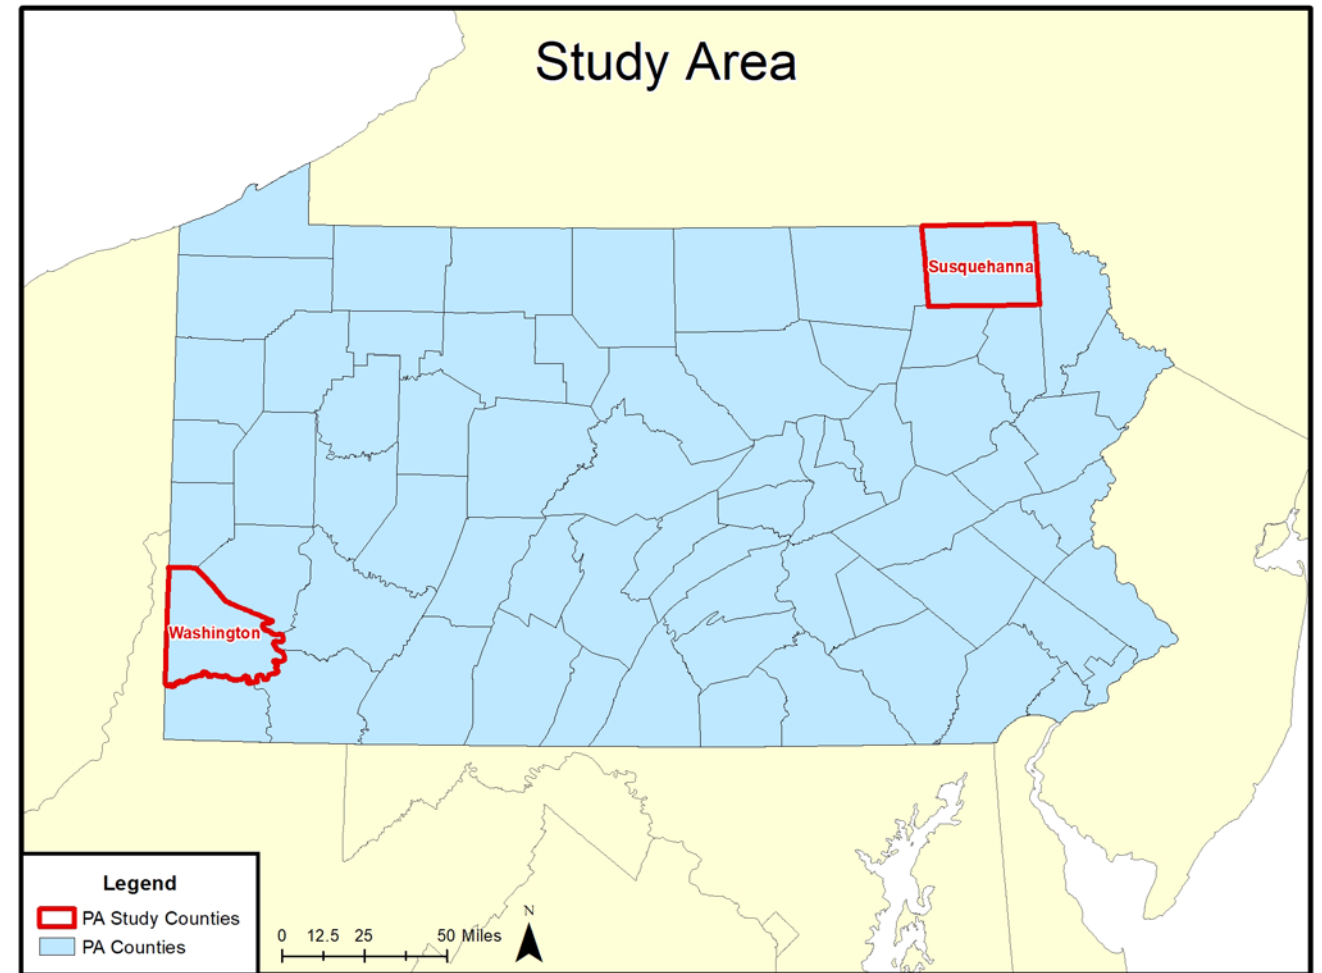 Study Area
Susquehanna
Washington
Legend
PA Study Counties
PA Counties
0 12.5 25 50 Miles
N